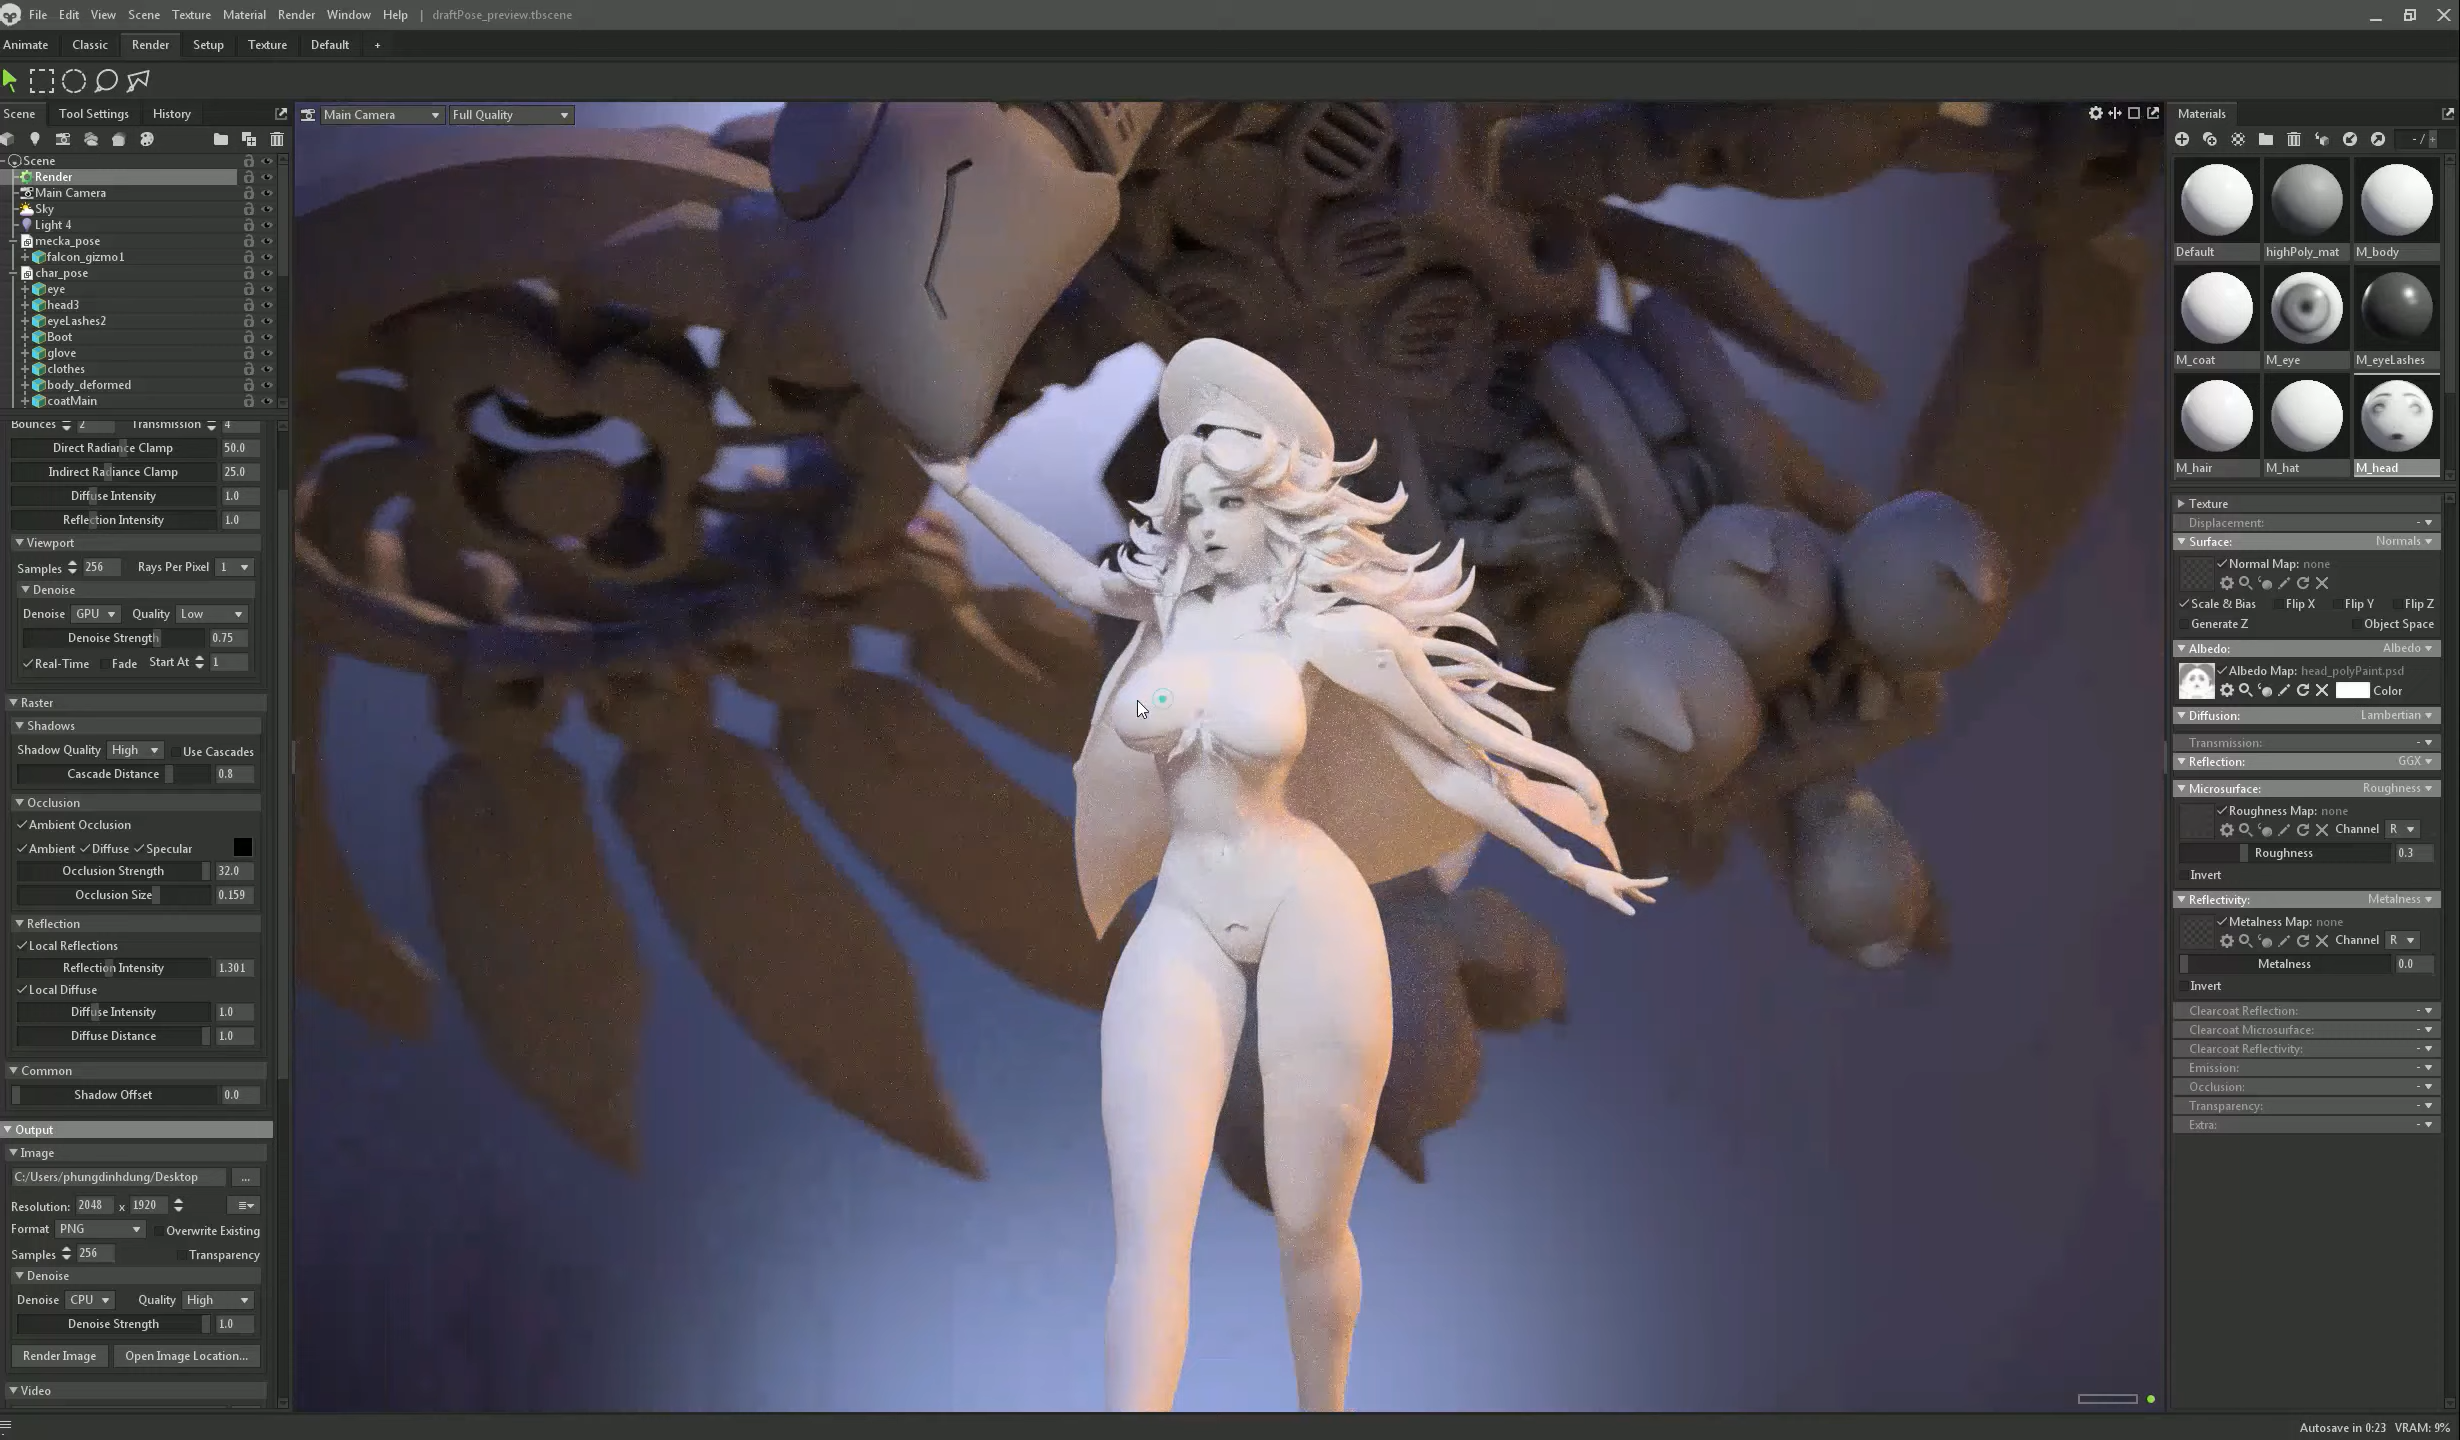 File Edit View Scene Texture Material Render Window Help | draftPose_preview.tbscene
Animate Classic Render Setup Texture Default +
Scene Tool Settings History
Main Camera Full Quality
Scene
Render
Main Camera
Sky
Light 4
mecka_pose
falcon_gizmo1
char_pose
eye
head3
eyeLashes2
Boot
glove
clothes
body_deformed
coatMain
Bounces 2 Transmission 4
Direct Radiance Clamp 50.0
Indirect Radiance Clamp 25.0
Diffuse Intensity 1.0
Reflection Intensity 1.0
Viewport
Samples 256 Rays Per Pixel 1
Denoise
Denoise GPU Quality Low
Denoise Strength 0.75
Real-Time Fade Start At 1
Raster
Shadows
Shadow Quality High Use Cascades
Cascade Distance 0.8
Occlusion
Ambient Occlusion
Ambient Diffuse Specular
Occlusion Strength 32.0
Occlusion Size 0.159
Reflection
Local Reflections
Reflection Intensity 1.301
Local Diffuse
Diffuse Intensity 1.0
Diffuse Distance 1.0
Common
Shadow Offset 0.0
Output
Image
C:/Users/phungdinhdung/Desktop ...
Resolution: 2048 x 1920
Format PNG Overwrite Existing
Samples 256 Transparency
Denoise
Denoise CPU Quality High
Denoise Strength 1.0
Render Image Open Image Location...
Video
Materials
- /
Default highPoly_mat M_body
M_coat M_eye M_eyeLashes
M_hair M_hat M_head
Texture
Displacement: -
Surface: Normals
Normal Map: none
Scale & Bias Flip X Flip Y Flip Z
Generate Z Object Space
Albedo: Albedo
Albedo Map: head_polyPaint.psd
Color
Diffusion: Lambertian
Transmission: -
Reflection: GGX
Microsurface: Roughness
Roughness Map: none
Channel R
Roughness 0.3
Invert
Reflectivity: Metalness
Metalness Map: none
Channel R
Metalness 0.0
Invert
Clearcoat Reflection: -
Clearcoat Microsurface: -
Clearcoat Reflectivity: -
Emission: -
Occlusion: -
Transparency: -
Extra: -
Autosave in 0:23 VRAM: 9%